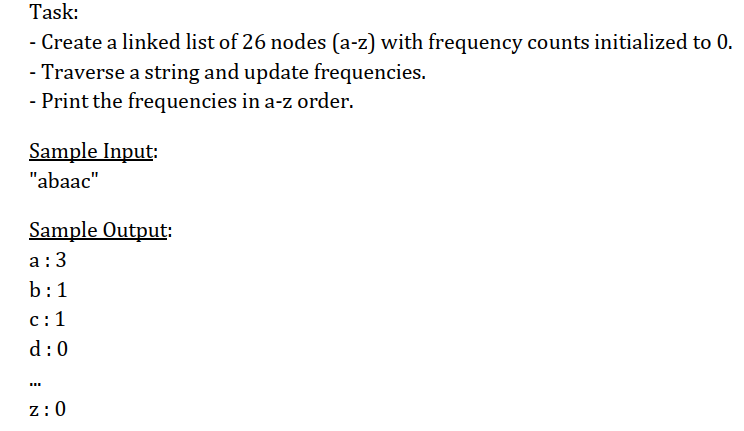 Task:
- Create a linked list of 26 nodes (a-z) with frequency counts initialized to 0.
- Traverse a string and update frequencies.
- Print the frequencies in a-z order.
Sample Input:
"abaac"
Sample Output:
a : 3
b : 1
c : 1
d : 0
...
z : 0